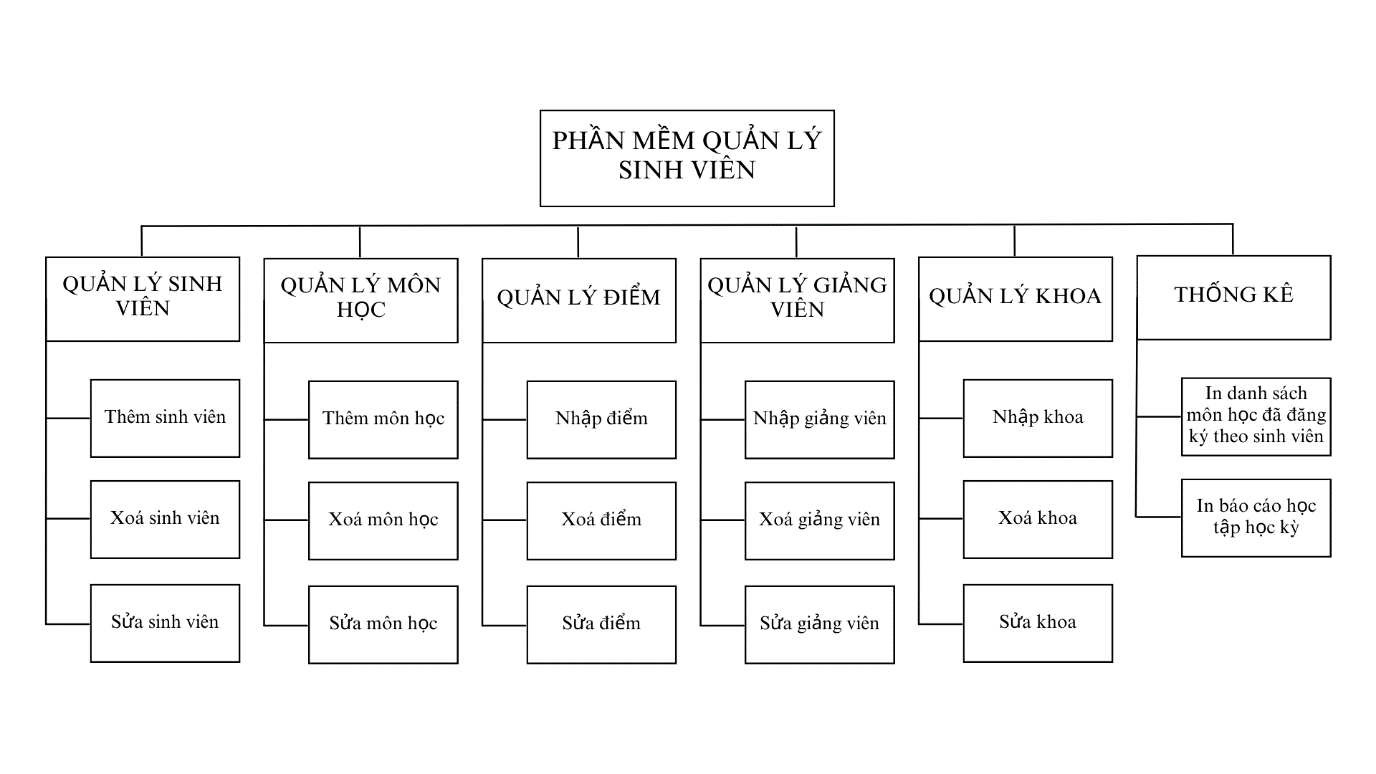 PHẦN MỀM QUẢN LÝ
SINH VIÊN
QUẢN LÝ SINH
VIÊN
QUẢN LÝ MÔN
HỌC
QUẢN LÝ ĐIỂM
QUẢN LÝ GIẢNG
VIÊN
QUẢN LÝ KHOA
THỐNG KÊ
Thêm sinh viên
Xoá sinh viên
Sửa sinh viên
Thêm môn học
Xoá môn học
Sửa môn học
Nhập điểm
Xoá điểm
Sửa điểm
Nhập giảng viên
Xoá giảng viên
Sửa giảng viên
Nhập khoa
Xoá khoa
Sửa khoa
In danh sách
môn học đã đăng
ký theo sinh viên
In báo cáo học
tập học kỳ